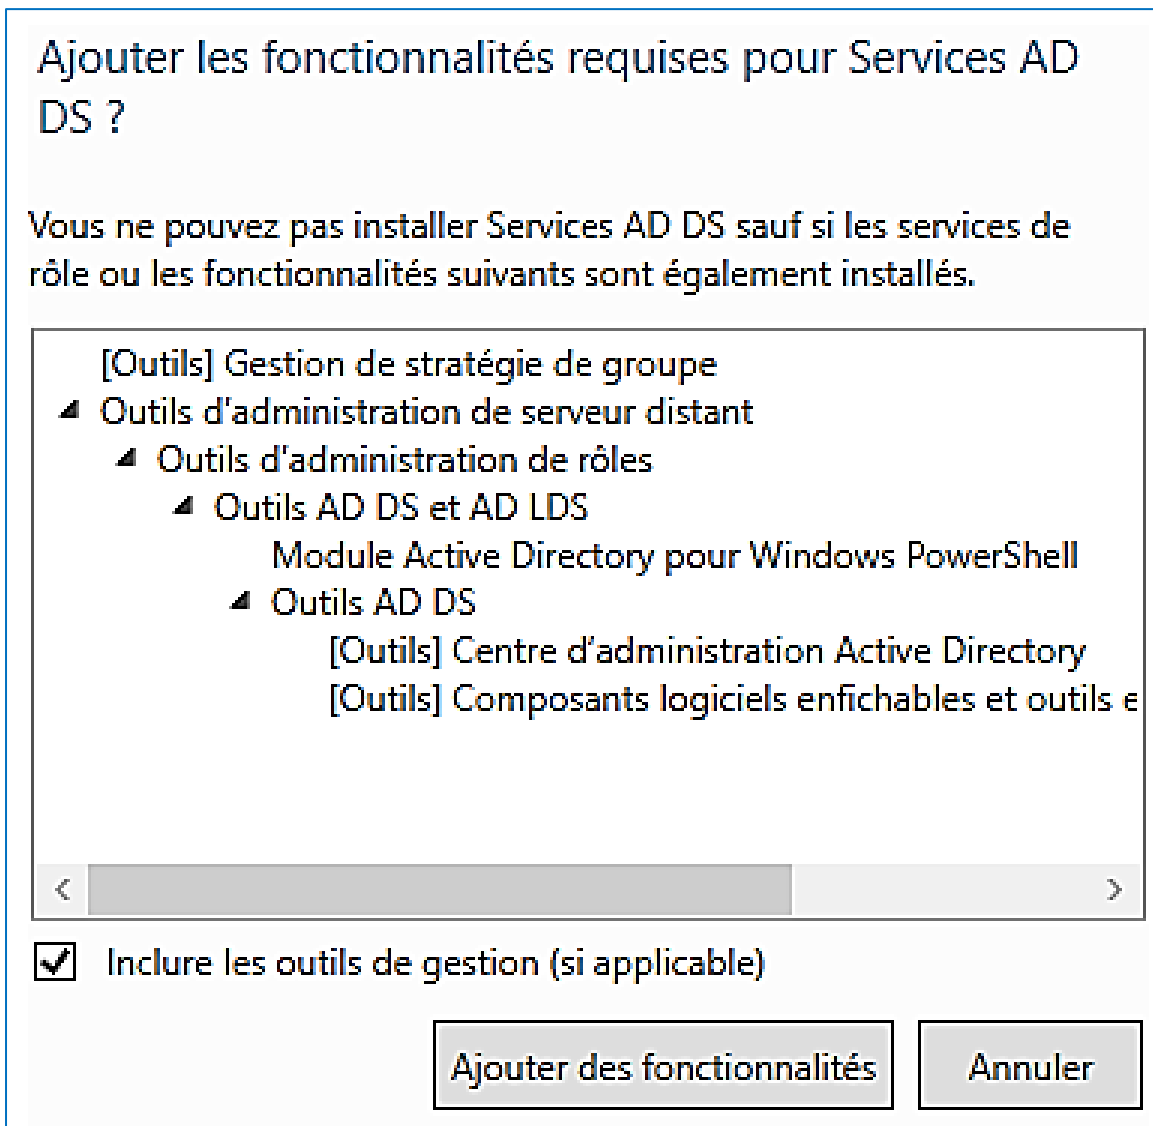 Ajouter les fonctionnalités requises pour Services AD
DS ?
Vous ne pouvez pas installer Services AD DS sauf si les services de
rôle ou les fonctionnalités suivants sont également installés.
[Outils] Gestion de stratégie de groupe
Outils d'administration de serveur distant
Outils d'administration de rôles
Outils AD DS et AD LDS
Module Active Directory pour Windows PowerShell
Outils AD DS
[Outils] Centre d'administration Active Directory
[Outils] Composants logiciels enfichables et outils e
Inclure les outils de gestion (si applicable)
Ajouter des fonctionnalités
Annuler